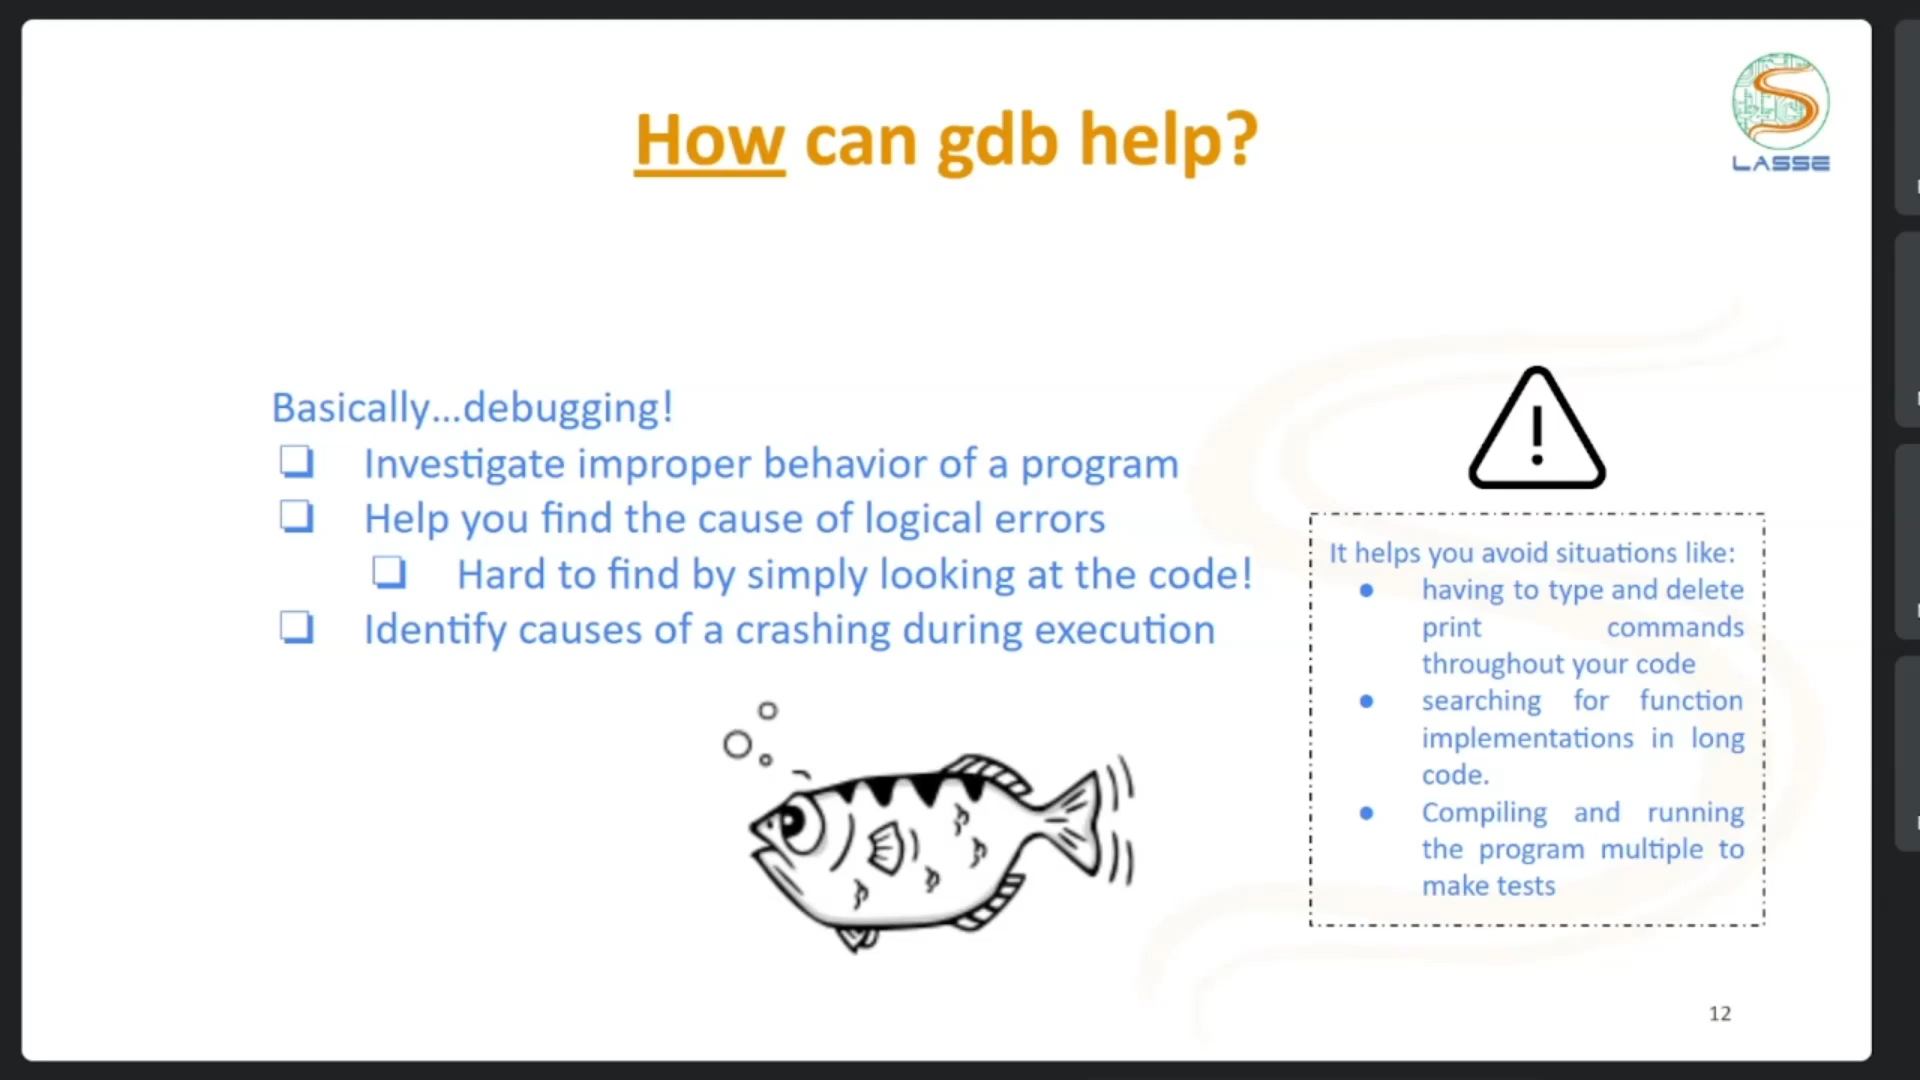 How can gdb help?
LASSE
Basically...debugging!
❏ Investigate improper behavior of a program
❏ Help you find the cause of logical errors
❏ Hard to find by simply looking at the code!
❏ Identify causes of a crashing during execution
!
It helps you avoid situations like:
● having to type and delete
print commands
throughout your code
● searching for function
implementations in long
code.
● Compiling and running
the program multiple to
make tests
12